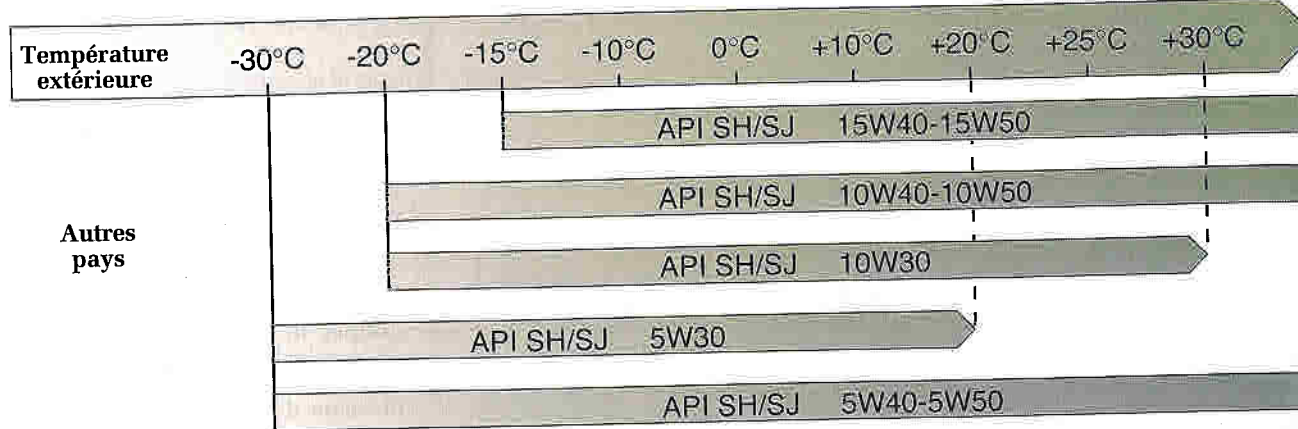 Température
extérieure
-30°C -20°C -15°C -10°C 0°C +10°C +20°C +25°C +30°C
API SH/SJ 15W40-15W50
API SH/SJ 10W40-10W50
Autres
pays
API SH/SJ 10W30
API SH/SJ 5W30
API SH/SJ 5W40-5W50